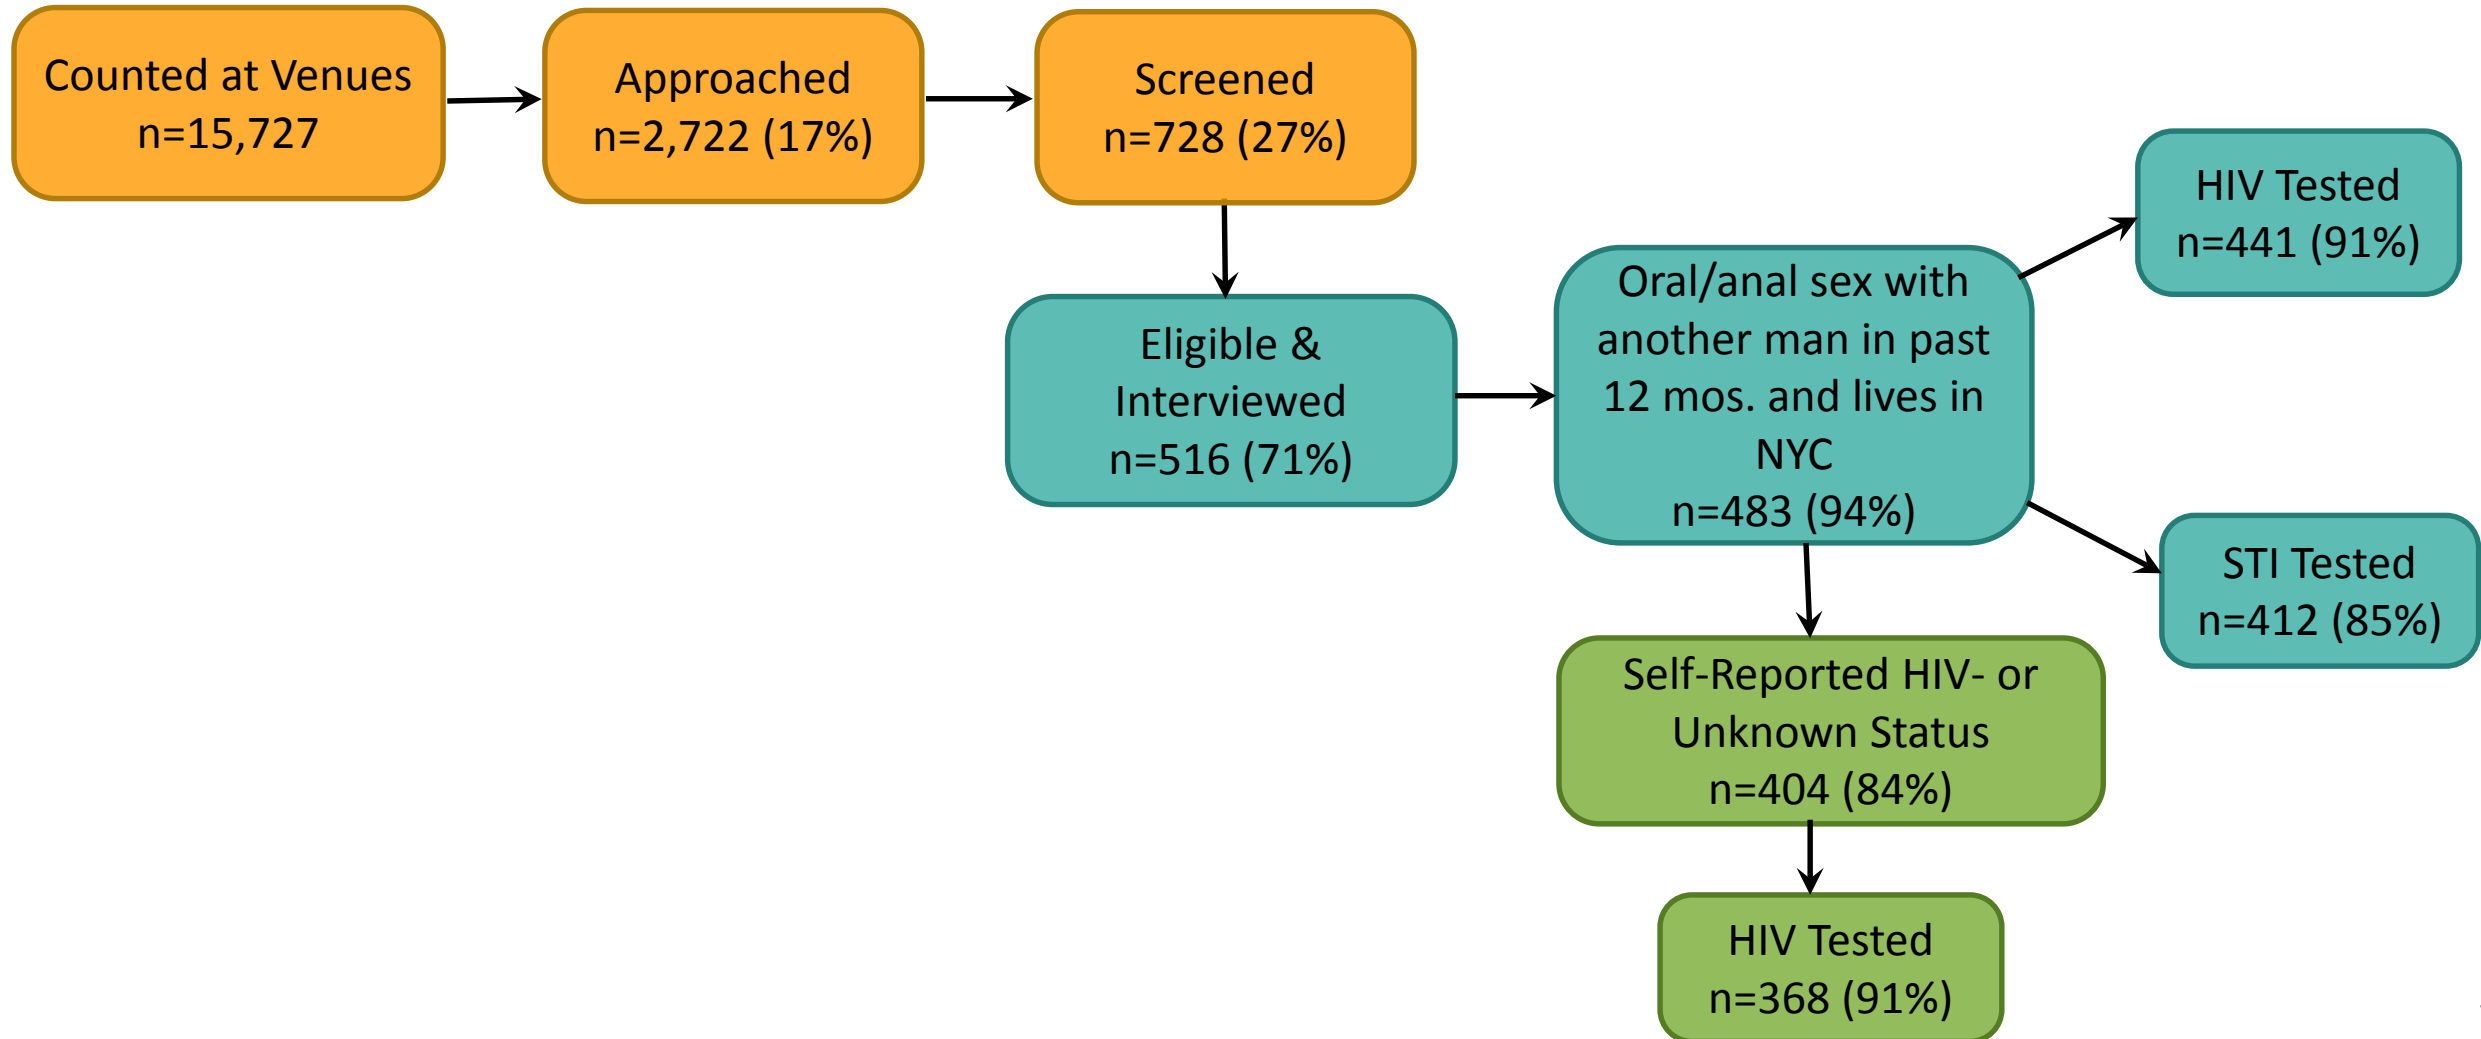 Counted at Venues
n=15,727
Approached
n=2,722 (17%)
Screened
n=728 (27%)
Eligible &
Interviewed
n=516 (71%)
Oral/anal sex with
another man in past
12 mos. and lives in
NYC
n=483 (94%)
HIV Tested
n=441 (91%)
STI Tested
n=412 (85%)
Self-Reported HIV- or
Unknown Status
n=404 (84%)
HIV Tested
n=368 (91%)